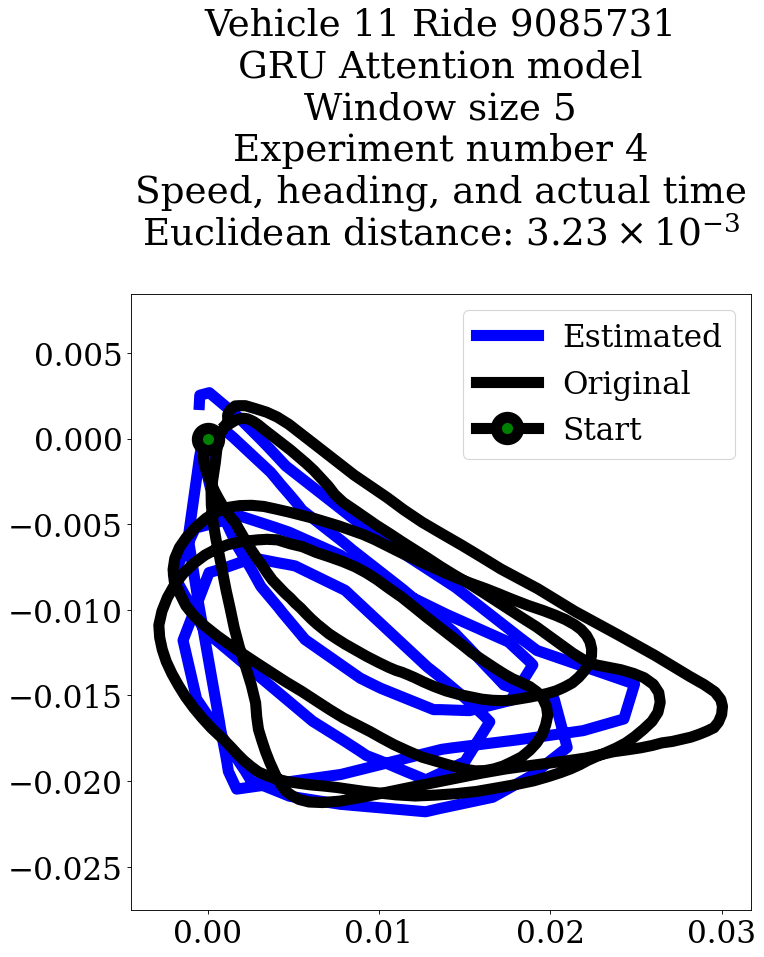 Vehicle 11 Ride 9085731
GRU Attention model
Window size 5
Experiment number 4
Speed, heading, and actual time
Euclidean distance: 3.23 × 10⁻³
Estimated
Original
Start
0.005
0.000
−0.005
−0.010
−0.015
−0.020
−0.025
0.00 0.01 0.02 0.03